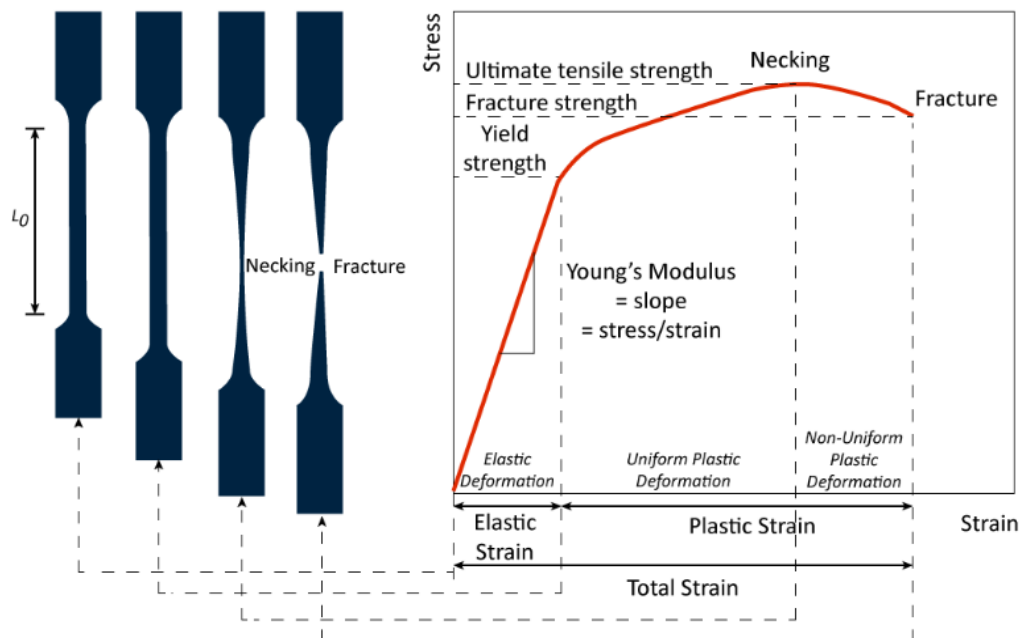 L0
Necking
Fracture
Stress
Ultimate tensile strength
Necking
Fracture strength
Fracture
Yield
strength
Young's Modulus
= slope
= stress/strain
Elastic
Deformation
Uniform Plastic
Deformation
Non-Uniform
Plastic
Deformation
Elastic
Strain
Plastic Strain
Strain
Total Strain